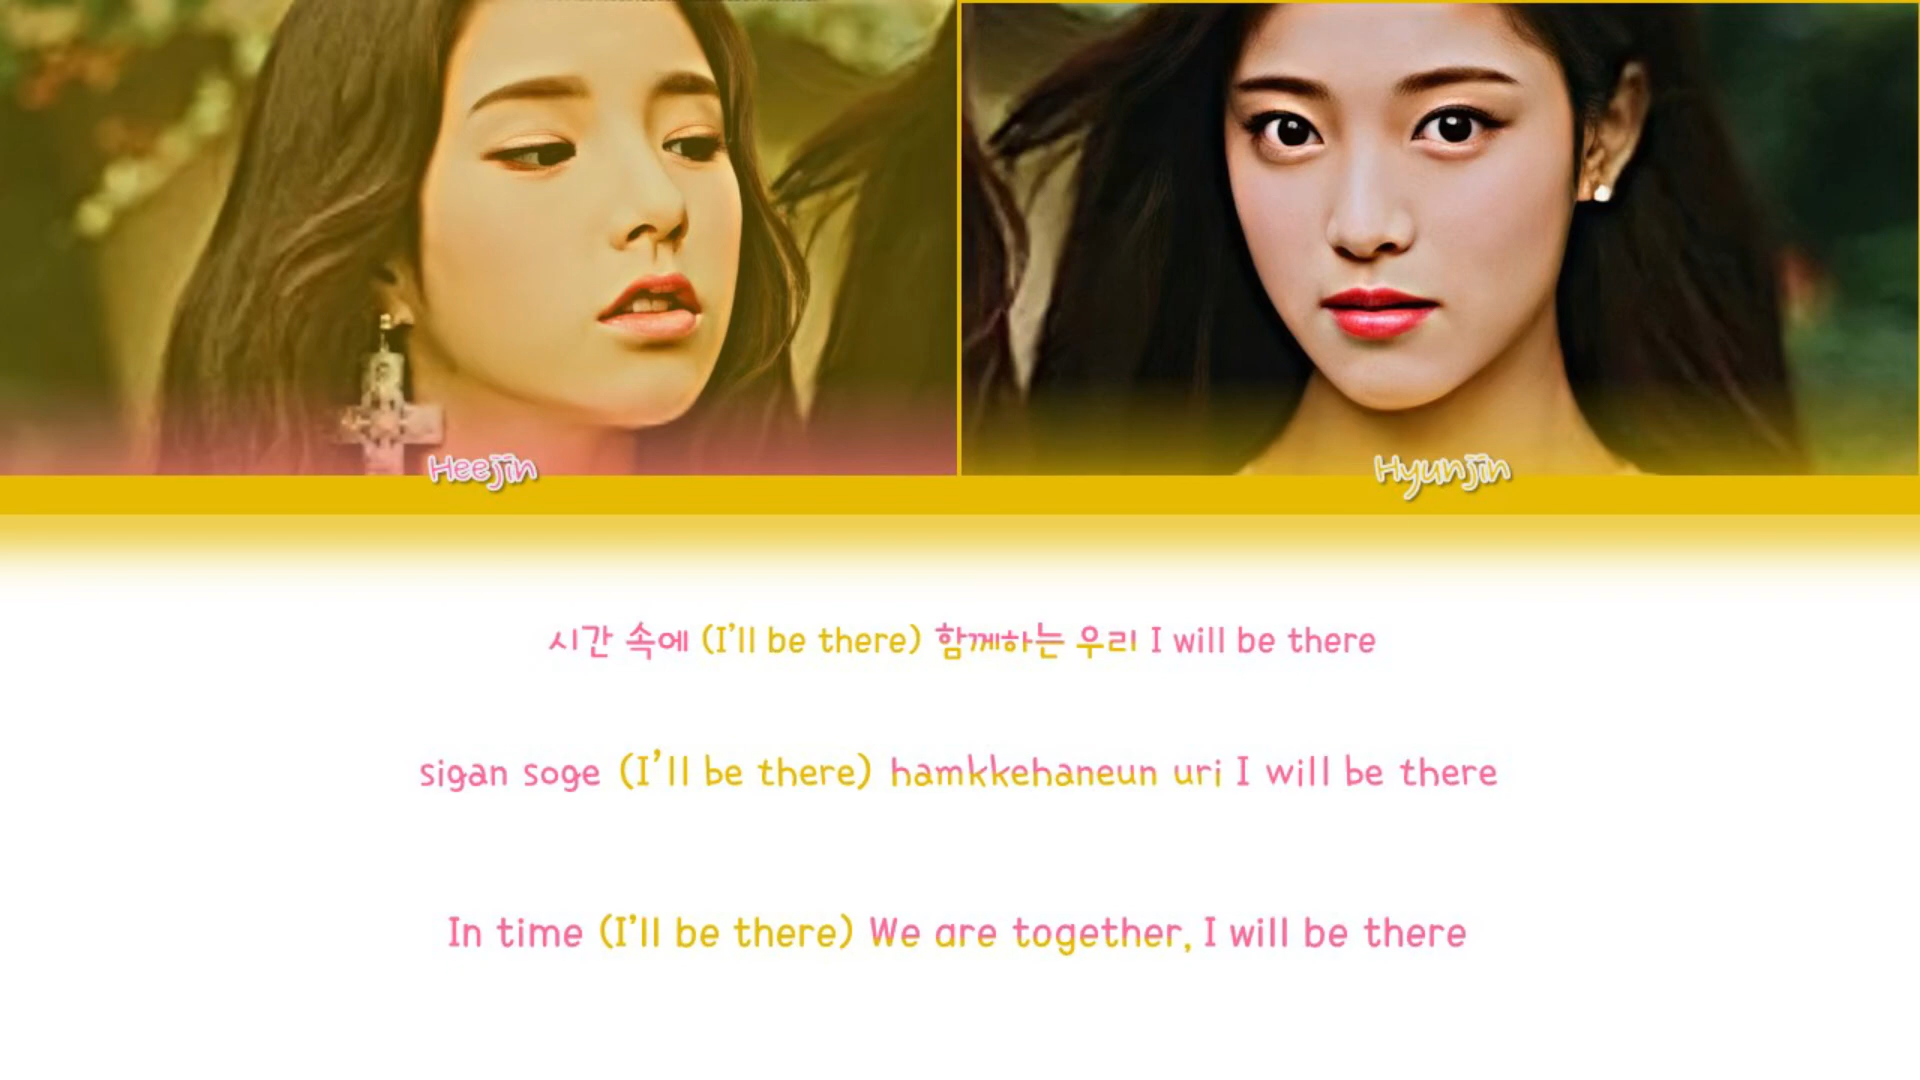 Heejin
Hyunjin
시간 속에 (I'll be there) 함께하는 우리 I will be there
sigan soge (I'll be there) hamkkehaneun uri I will be there
In time (I'll be there) We are together, I will be there